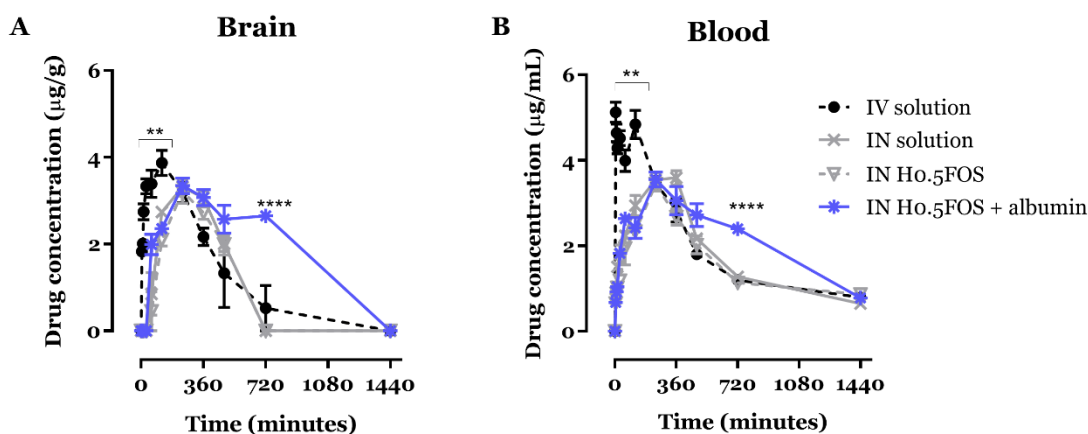 A
Brain
Drug concentration (μg/g)
6
4
2
0
**
****
0 360 720 1080 1440
Time (minutes)
B
Blood
Drug concentration (μg/mL)
6
4
2
0
**
****
0 360 720 1080 1440
Time (minutes)
IV solution
IN solution
IN H0.5FOS
IN H0.5FOS + albumin